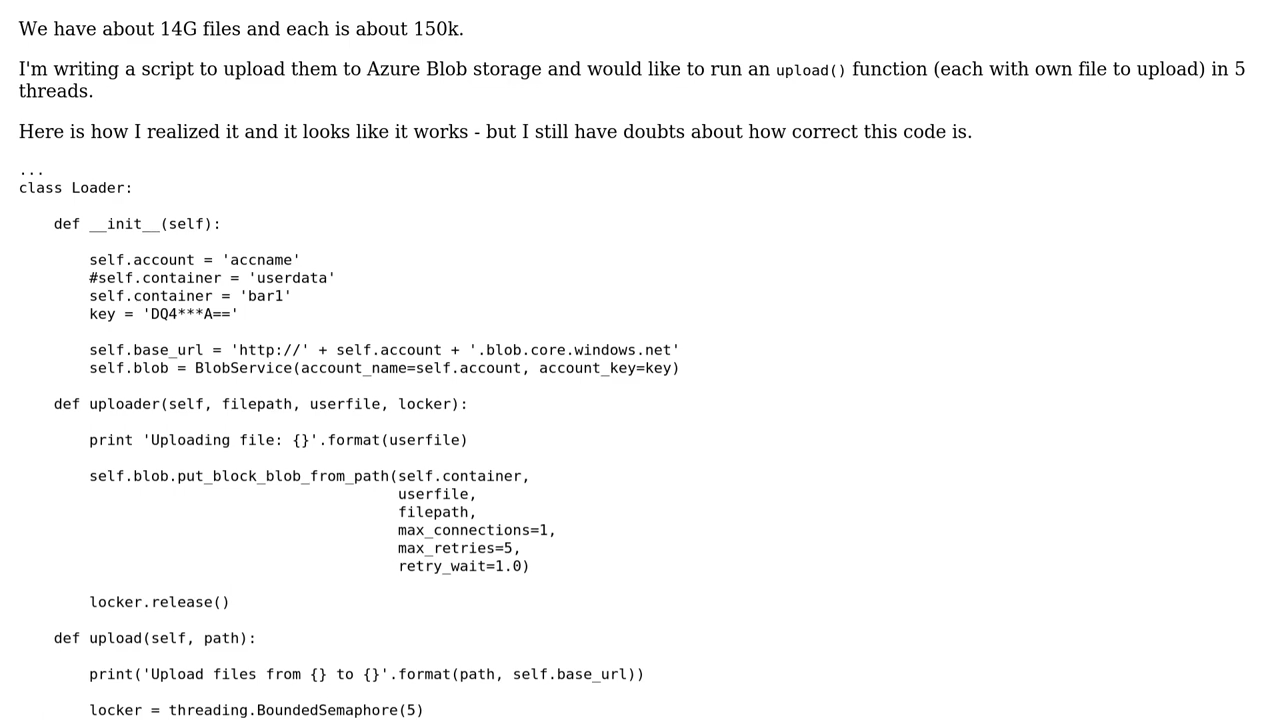 We have about 14G files and each is about 150k.
I'm writing a script to upload them to Azure Blob storage and would like to run an upload() function (each with own file to upload) in 5
threads.
Here is how I realized it and it looks like it works - but I still have doubts about how correct this code is.
...
class Loader:
    def __init__(self):
        self.account = 'accname'
        #self.container = 'userdata'
        self.container = 'bar1'
        key = 'DQ4***A=='
        self.base_url = 'http://' + self.account + '.blob.core.windows.net'
        self.blob = BlobService(account_name=self.account, account_key=key)
    def uploader(self, filepath, userfile, locker):
        print 'Uploading file: {}'.format(userfile)
        self.blob.put_block_blob_from_path(self.container,
                                           userfile,
                                           filepath,
                                           max_connections=1,
                                           max_retries=5,
                                           retry_wait=1.0)
        locker.release()
    def upload(self, path):
        print('Upload files from {} to {}'.format(path, self.base_url))
        locker = threading.BoundedSemaphore(5)